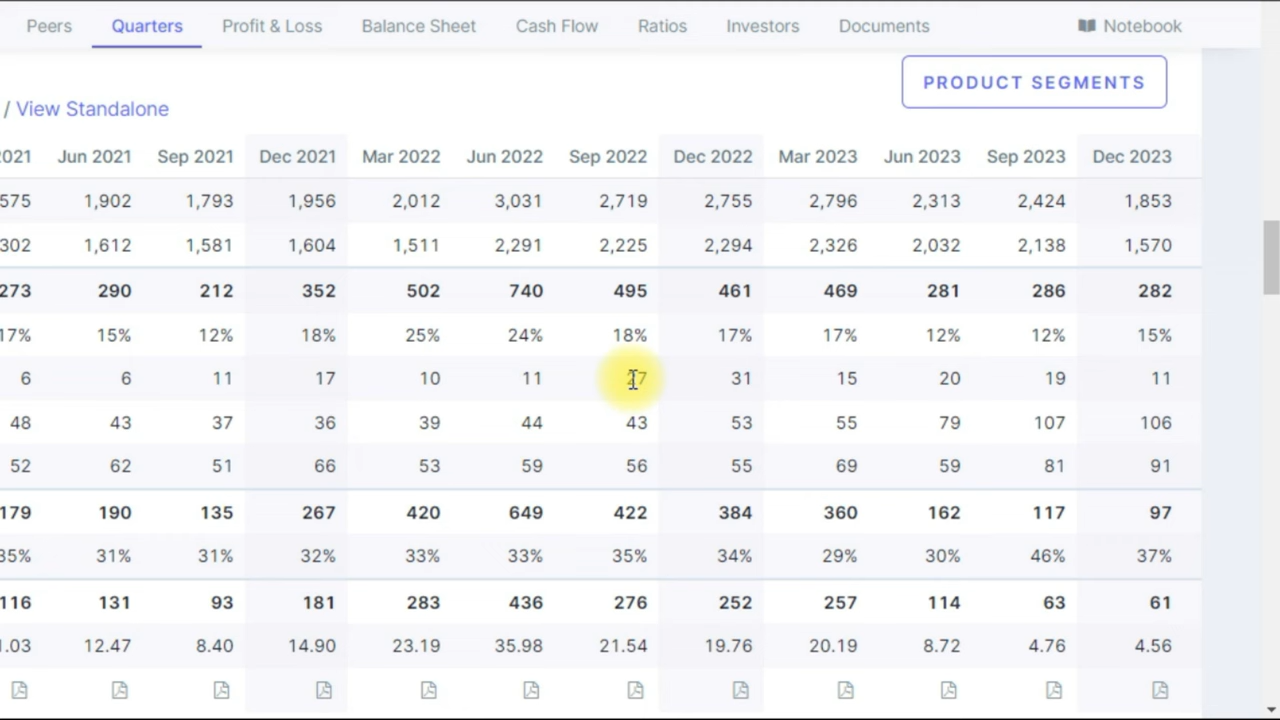 Peers Quarters Profit & Loss Balance Sheet Cash Flow Ratios Investors Documents Notebook
PRODUCT SEGMENTS
/ View Standalone
2021 Jun 2021 Sep 2021 Dec 2021 Mar 2022 Jun 2022 Sep 2022 Dec 2022 Mar 2023 Jun 2023 Sep 2023 Dec 2023
575 1,902 1,793 1,956 2,012 3,031 2,719 2,755 2,796 2,313 2,424 1,853
302 1,612 1,581 1,604 1,511 2,291 2,225 2,294 2,326 2,032 2,138 1,570
273 290 212 352 502 740 495 461 469 281 286 282
17% 15% 12% 18% 25% 24% 18% 17% 17% 12% 12% 15%
6 6 11 17 10 11 27 31 15 20 19 11
48 43 37 36 39 44 43 53 55 79 107 106
52 62 51 66 53 59 56 55 69 59 81 91
179 190 135 267 420 649 422 384 360 162 117 97
35% 31% 31% 32% 33% 33% 35% 34% 29% 30% 46% 37%
116 131 93 181 283 436 276 252 257 114 63 61
.03 12.47 8.40 14.90 23.19 35.98 21.54 19.76 20.19 8.72 4.76 4.56